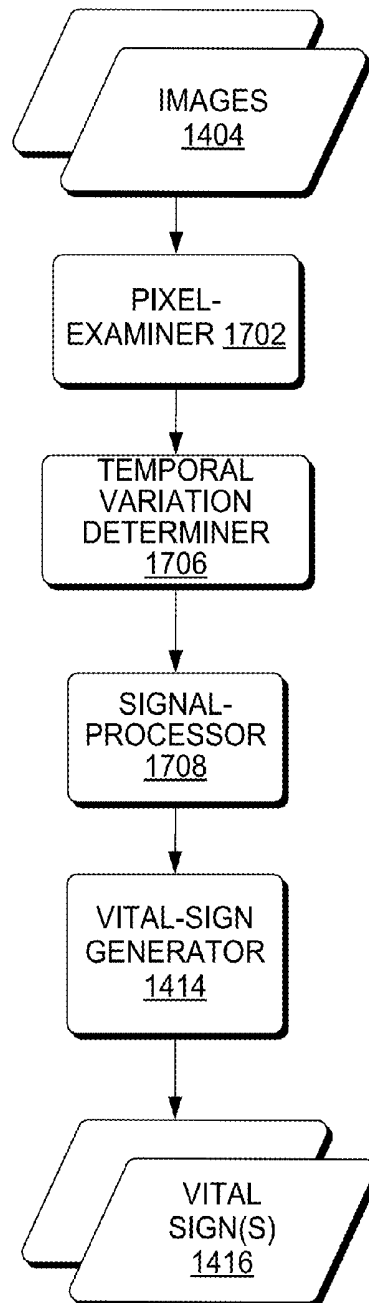 IMAGES
1404
PIXEL-
EXAMINER 1702
TEMPORAL
VARIATION
DETERMINER
1706
SIGNAL-
PROCESSOR
1708
VITAL-SIGN
GENERATOR
1414
VITAL
SIGN(S)
1416